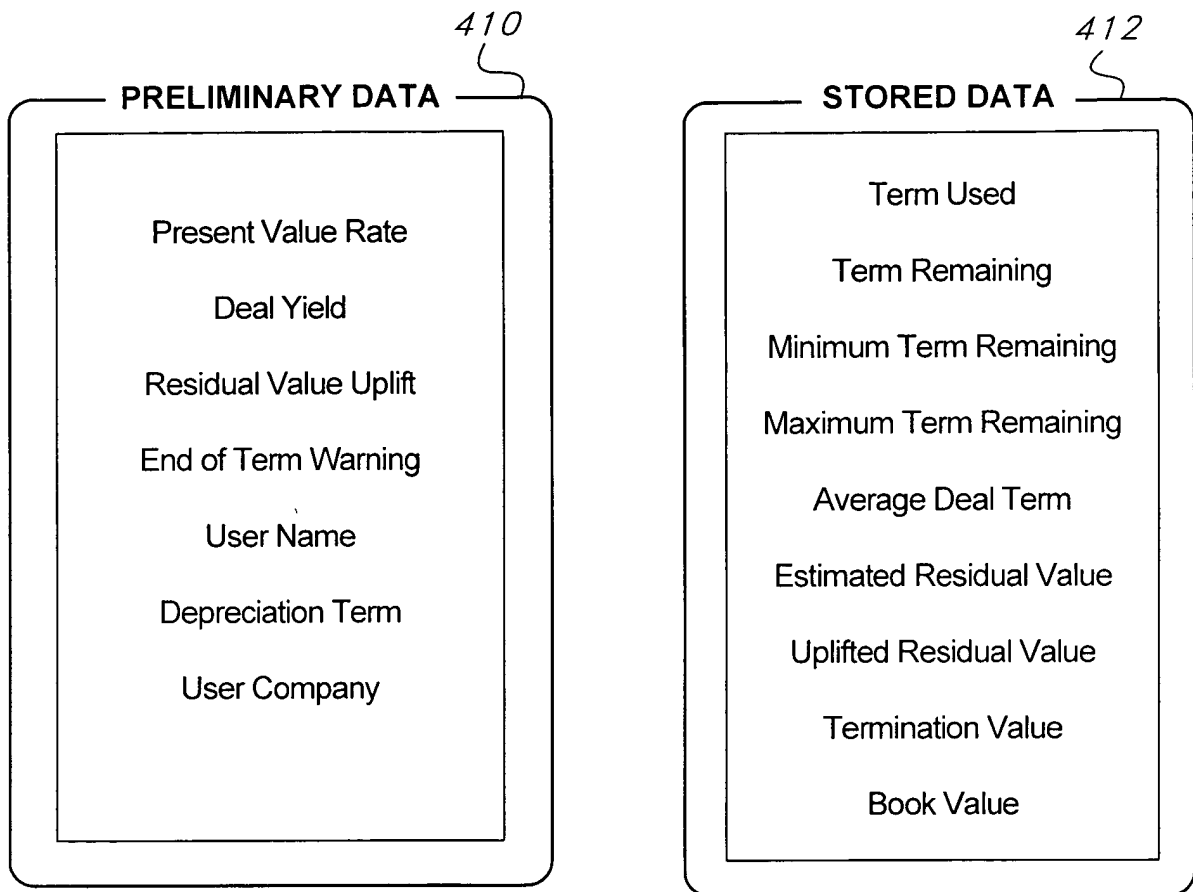 410
PRELIMINARY DATA
Present Value Rate
Deal Yield
Residual Value Uplift
End of Term Warning
User Name
Depreciation Term
User Company
412
STORED DATA
Term Used
Term Remaining
Minimum Term Remaining
Maximum Term Remaining
Average Deal Term
Estimated Residual Value
Uplifted Residual Value
Termination Value
Book Value